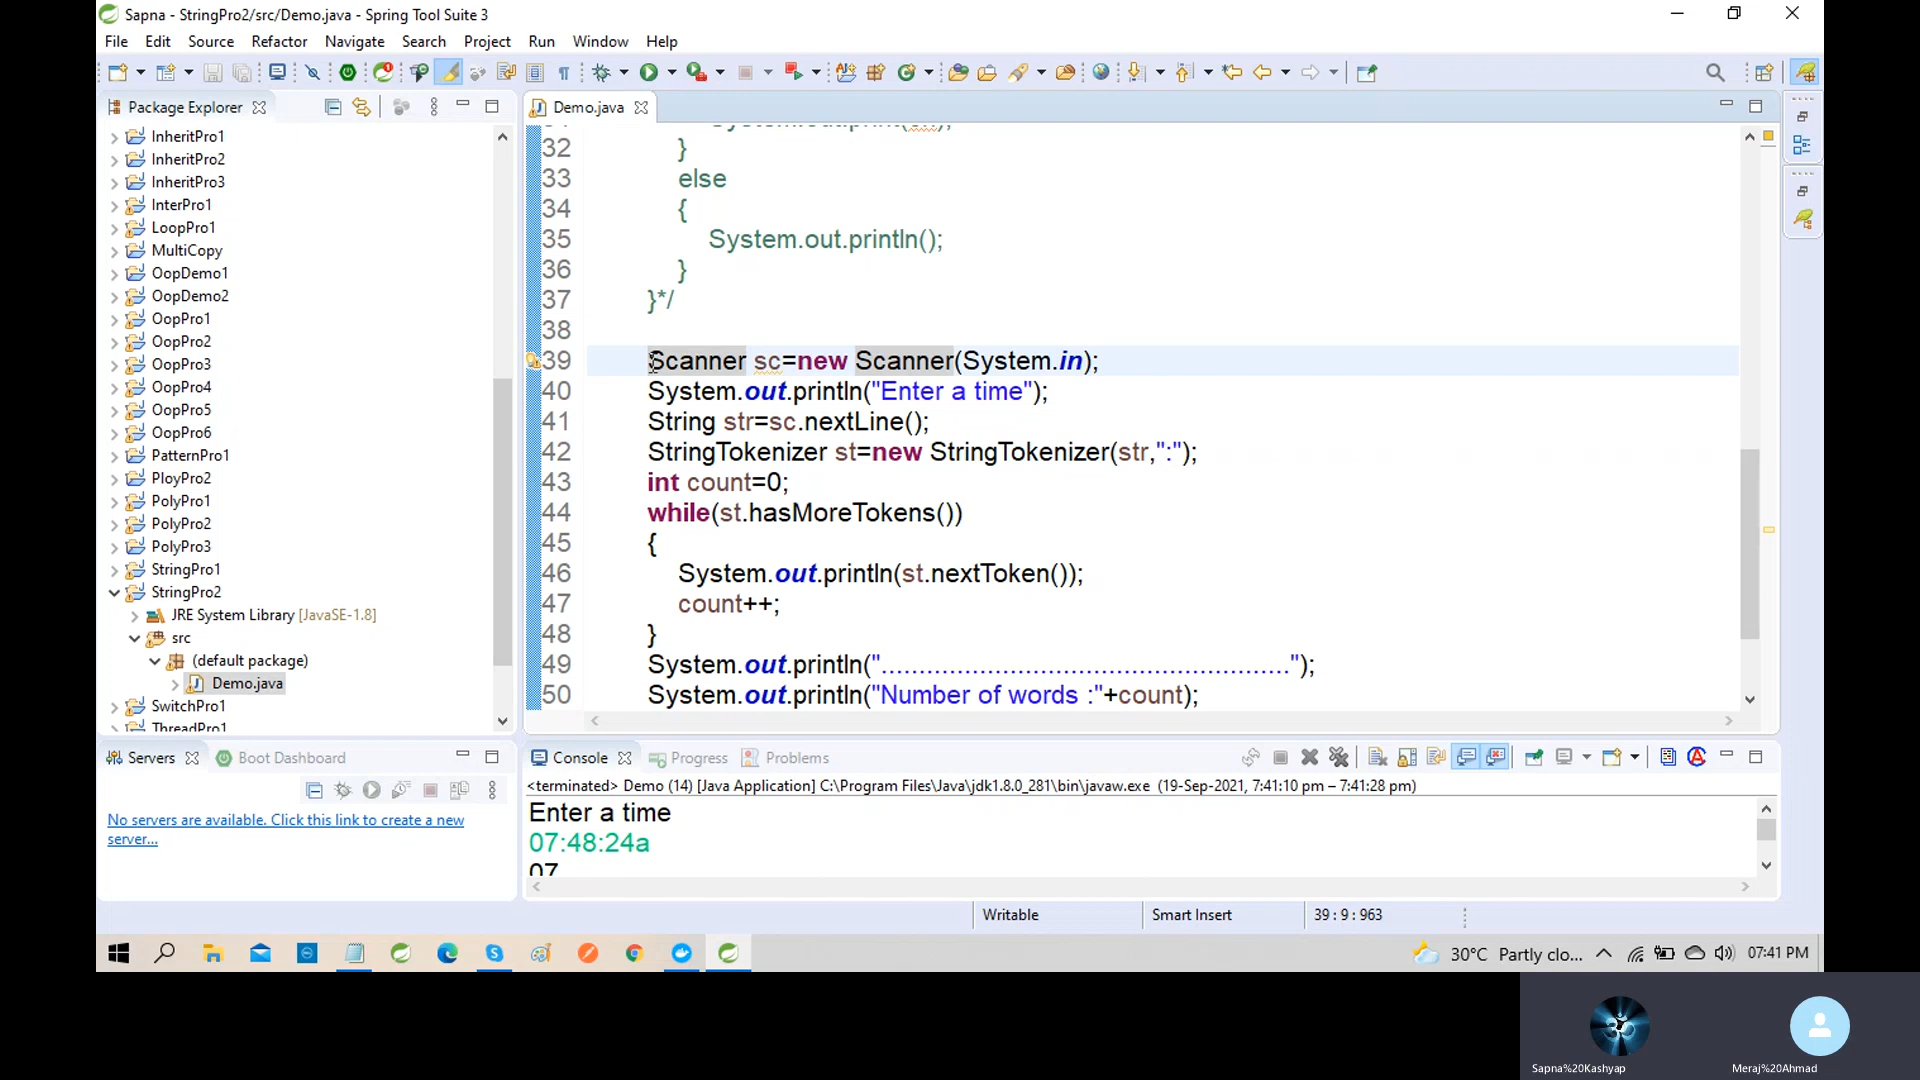 Sapna - StringPro2/src/Demo.java - Spring Tool Suite 3
File Edit Source Refactor Navigate Search Project Run Window Help
Package Explorer
InheritPro1
InheritPro2
InheritPro3
InterPro1
LoopPro1
MultiCopy
OopDemo1
OopDemo2
OopPro1
OopPro2
OopPro3
OopPro4
OopPro5
OopPro6
PatternPro1
PloyPro2
PolyPro1
PolyPro2
PolyPro3
StringPro1
StringPro2
JRE System Library [JavaSE-1.8]
src
(default package)
Demo.java
SwitchPro1
ThreadPro1
Demo.java
32 }
33 else
34 {
35 System.out.println();
36 }
37 }*/
38
39 Scanner sc=new Scanner(System.in);
40 System.out.println("Enter a time");
41 String str=sc.nextLine();
42 StringTokenizer st=new StringTokenizer(str,":");
43 int count=0;
44 while(st.hasMoreTokens())
45 {
46 System.out.println(st.nextToken());
47 count++;
48 }
49 System.out.println("......................................................");
50 System.out.println("Number of words :"+count);
Servers Boot Dashboard
No servers are available. Click this link to create a new
server...
Console Progress Problems
<terminated> Demo (14) [Java Application] C:\Program Files\Java\jdk1.8.0_281\bin\javaw.exe (19-Sep-2021, 7:41:10 pm – 7:41:28 pm)
Enter a time
07:48:24a
07
Writable Smart Insert 39 : 9 : 963
30°C Partly clo... 07:41 PM
Sapna%20Kashyap Meraj%20Ahmad